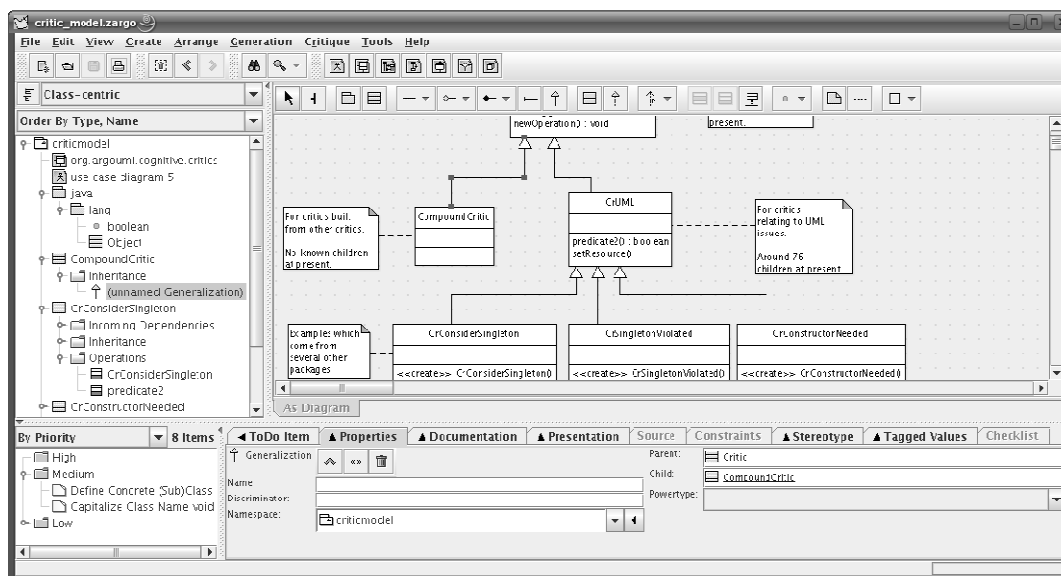 critic_model.zargo
File Edit View Create Arrange Generation Critique Tools Help
Class-centric
Order By Type, Name
criticmodel
org.argouml.cognitive.critics
use case diagram 5
java
lang
boolean
Object
CompoundCritic
Inheritance
(unnamed Generalization)
CrConsiderSingleton
Incoming Dependencies
Inheritance
Operations
CrConsiderSingleton
predicate2
CrConstructorNeeded
newOperation() : void
present.
For critics built
from other critics.
No known children
at present.
CompoundCritic
CrUML
predicate2() : boolean
setResource()
For critics
relating to UML
issues.
Around 76
children at present
Examples which
come from
several other
packages
CrConsiderSingleton
<<create>> CrConsiderSingleton()
CrSingletonViolated
<<create>> CrSingletonViolated()
CrConstructorNeeded
<<create>> CrConstructorNeeded()
As Diagram
By Priority 8 Items
High
Medium
Define Concrete (Sub)Class
Capitalize Class Name void
Low
ToDo Item Properties Documentation Presentation Source Constraints Stereotype Tagged Values Checklist
Generalization
Name
Discriminator:
Namespace: criticmodel
Parent: Critic
Child: CompoundCritic
Powertype: